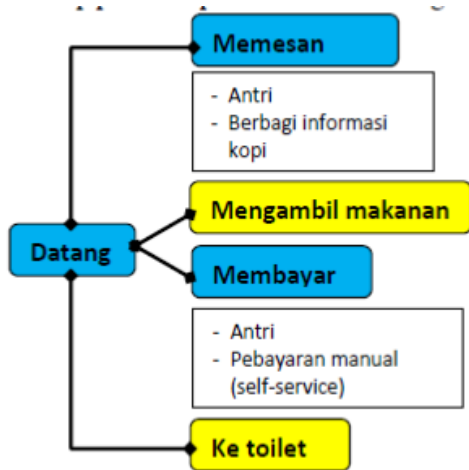 Memesan
- Antri
- Berbagi informasi
kopi
Mengambil makanan
Datang
Membayar
- Antri
- Pebayaran manual
(self-service)
Ke toilet